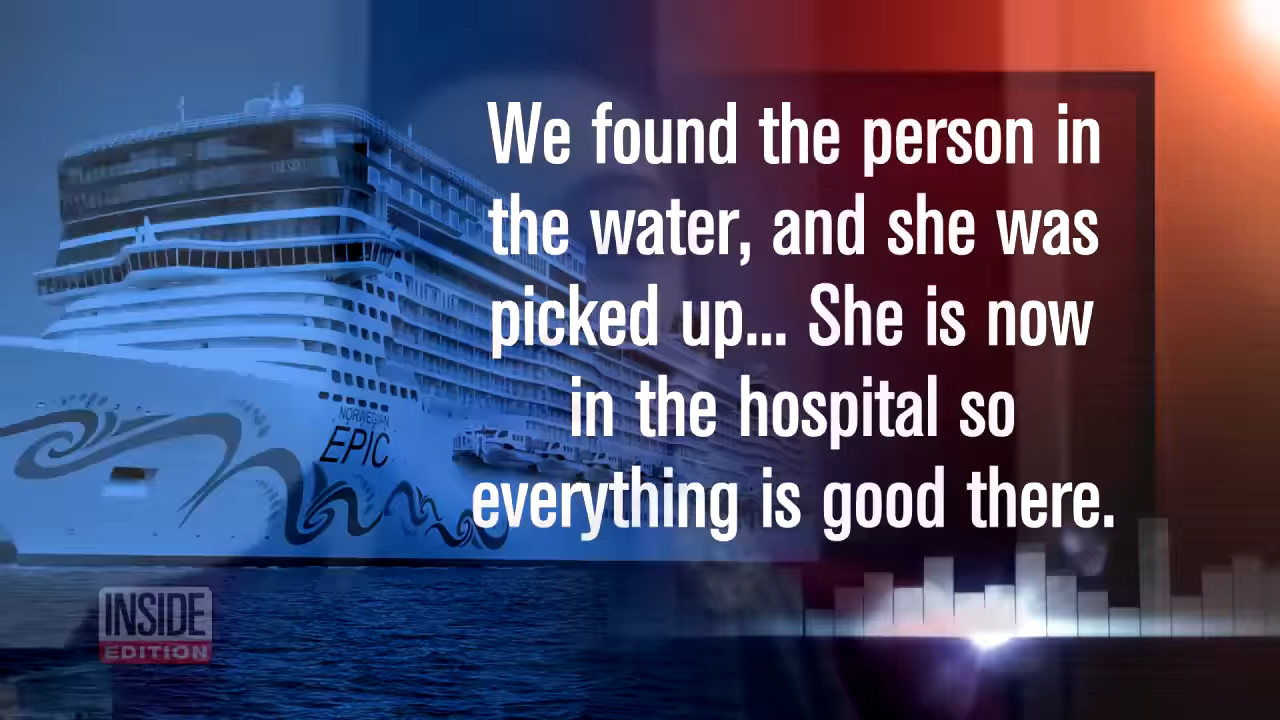 We found the person in
the water, and she was
picked up... She is now
in the hospital so
everything is good there.
NORWEGIAN
EPIC
INSIDE
EDITION